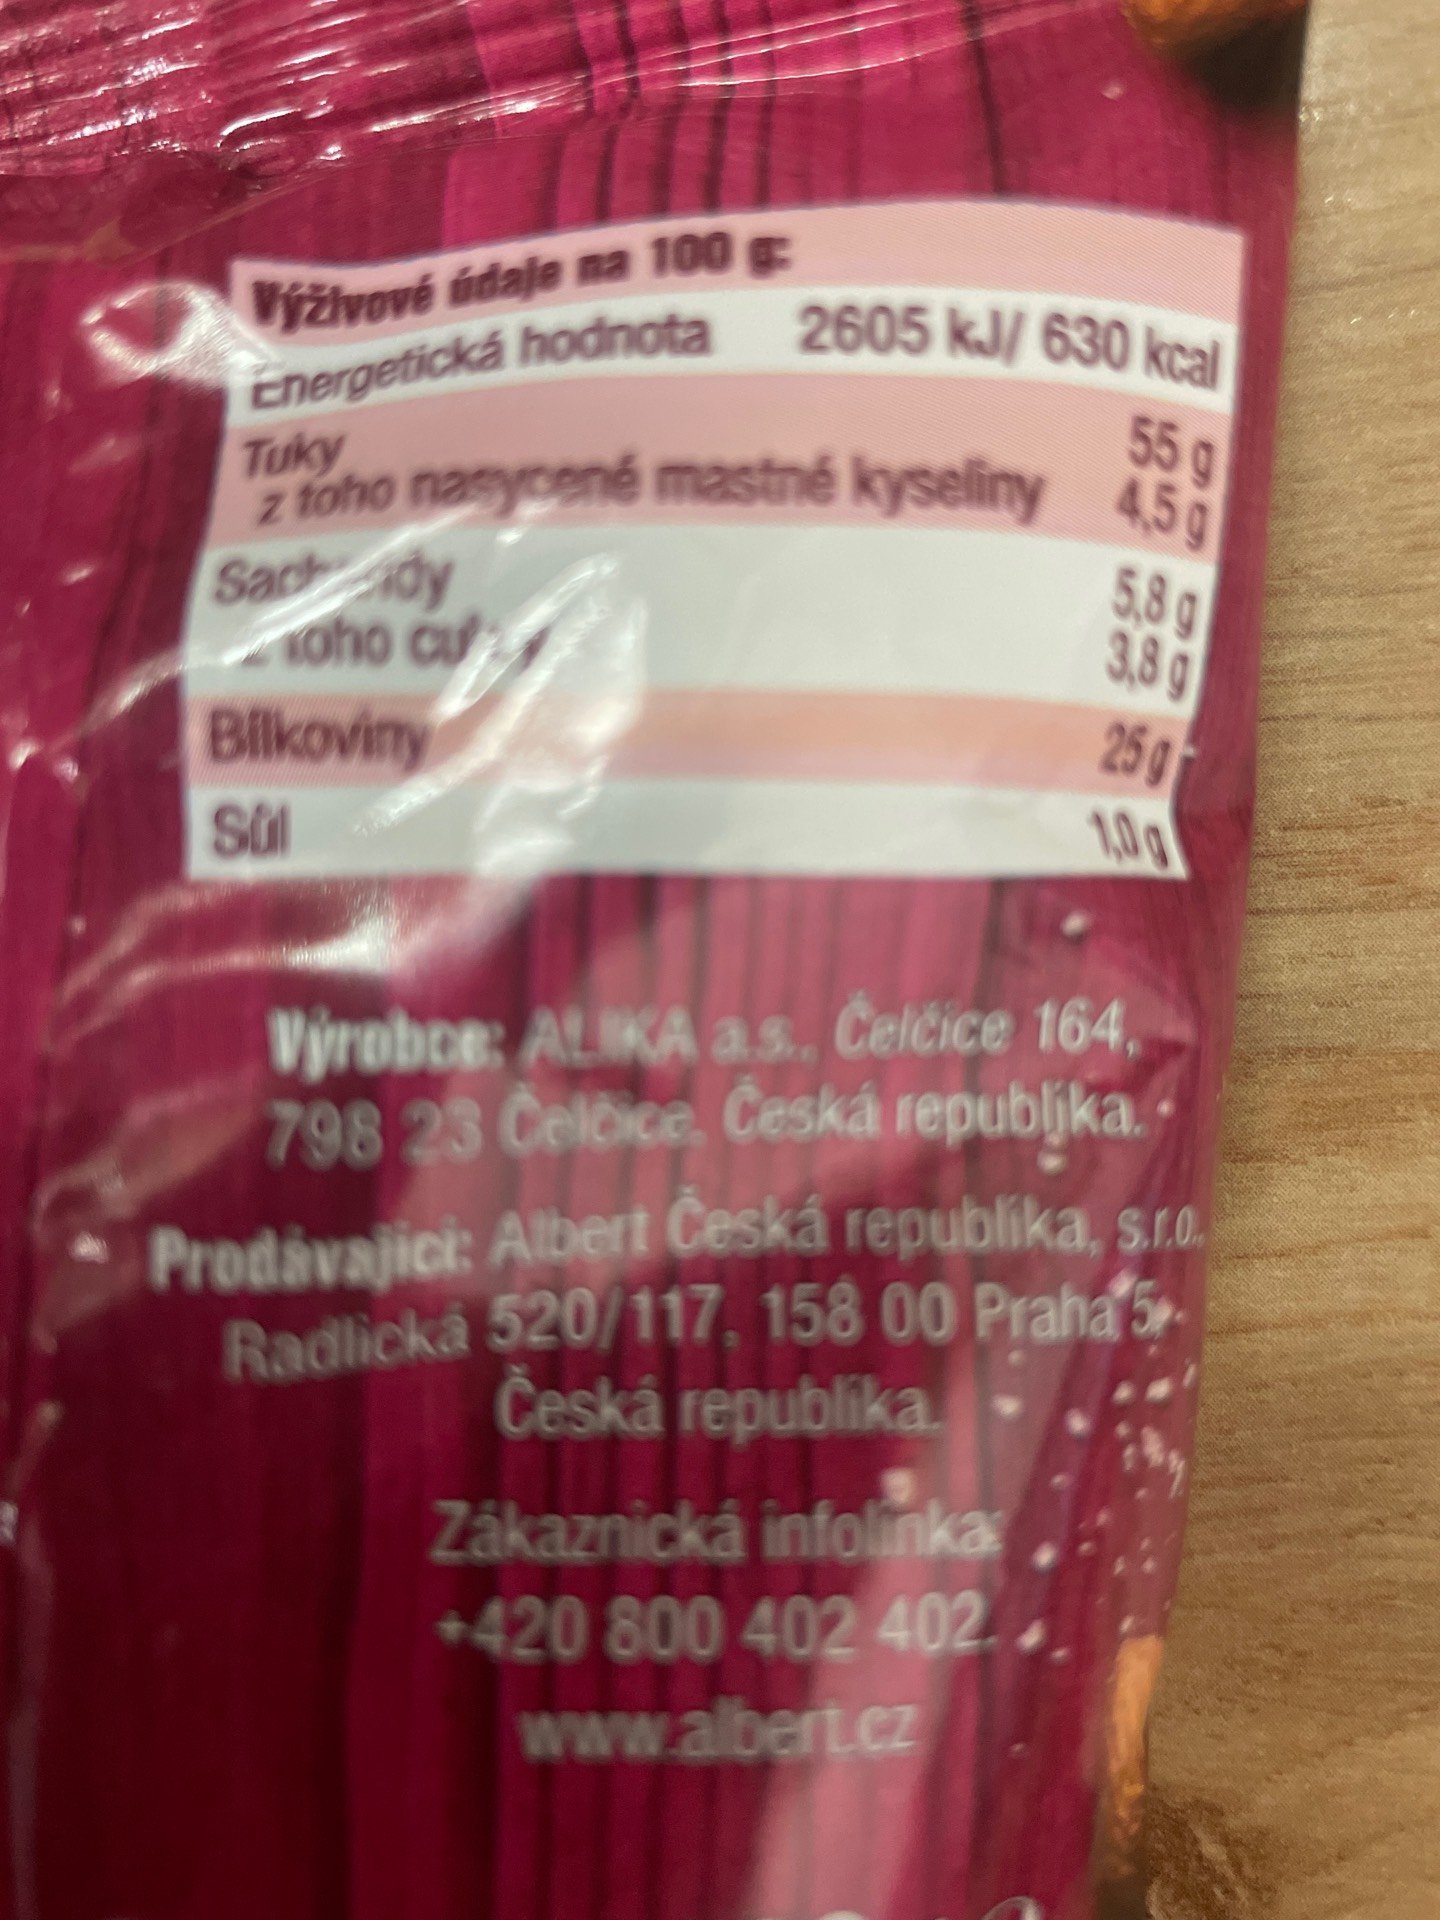 Výživové údaje na 100 g:
Energetická hodnota 2605 kJ/ 630 kcal
Tuky 55 g
z toho nasycené mastné kyseliny 4,5 g
Sacharidy 5,8 g
z toho cukry 3,8 g
Bílkoviny 25 g
Sůl 1,0 g
Výrobce: ALIKA a.s., Čelčice 164,
798 23 Čelčice, Česká republika.
Prodávající: Albert Česká republika, s.r.o.,
Radlická 520/117, 158 00 Praha 5,
Česká republika.
Zákaznická infolinka:
+420 800 402 402.
www.albert.cz